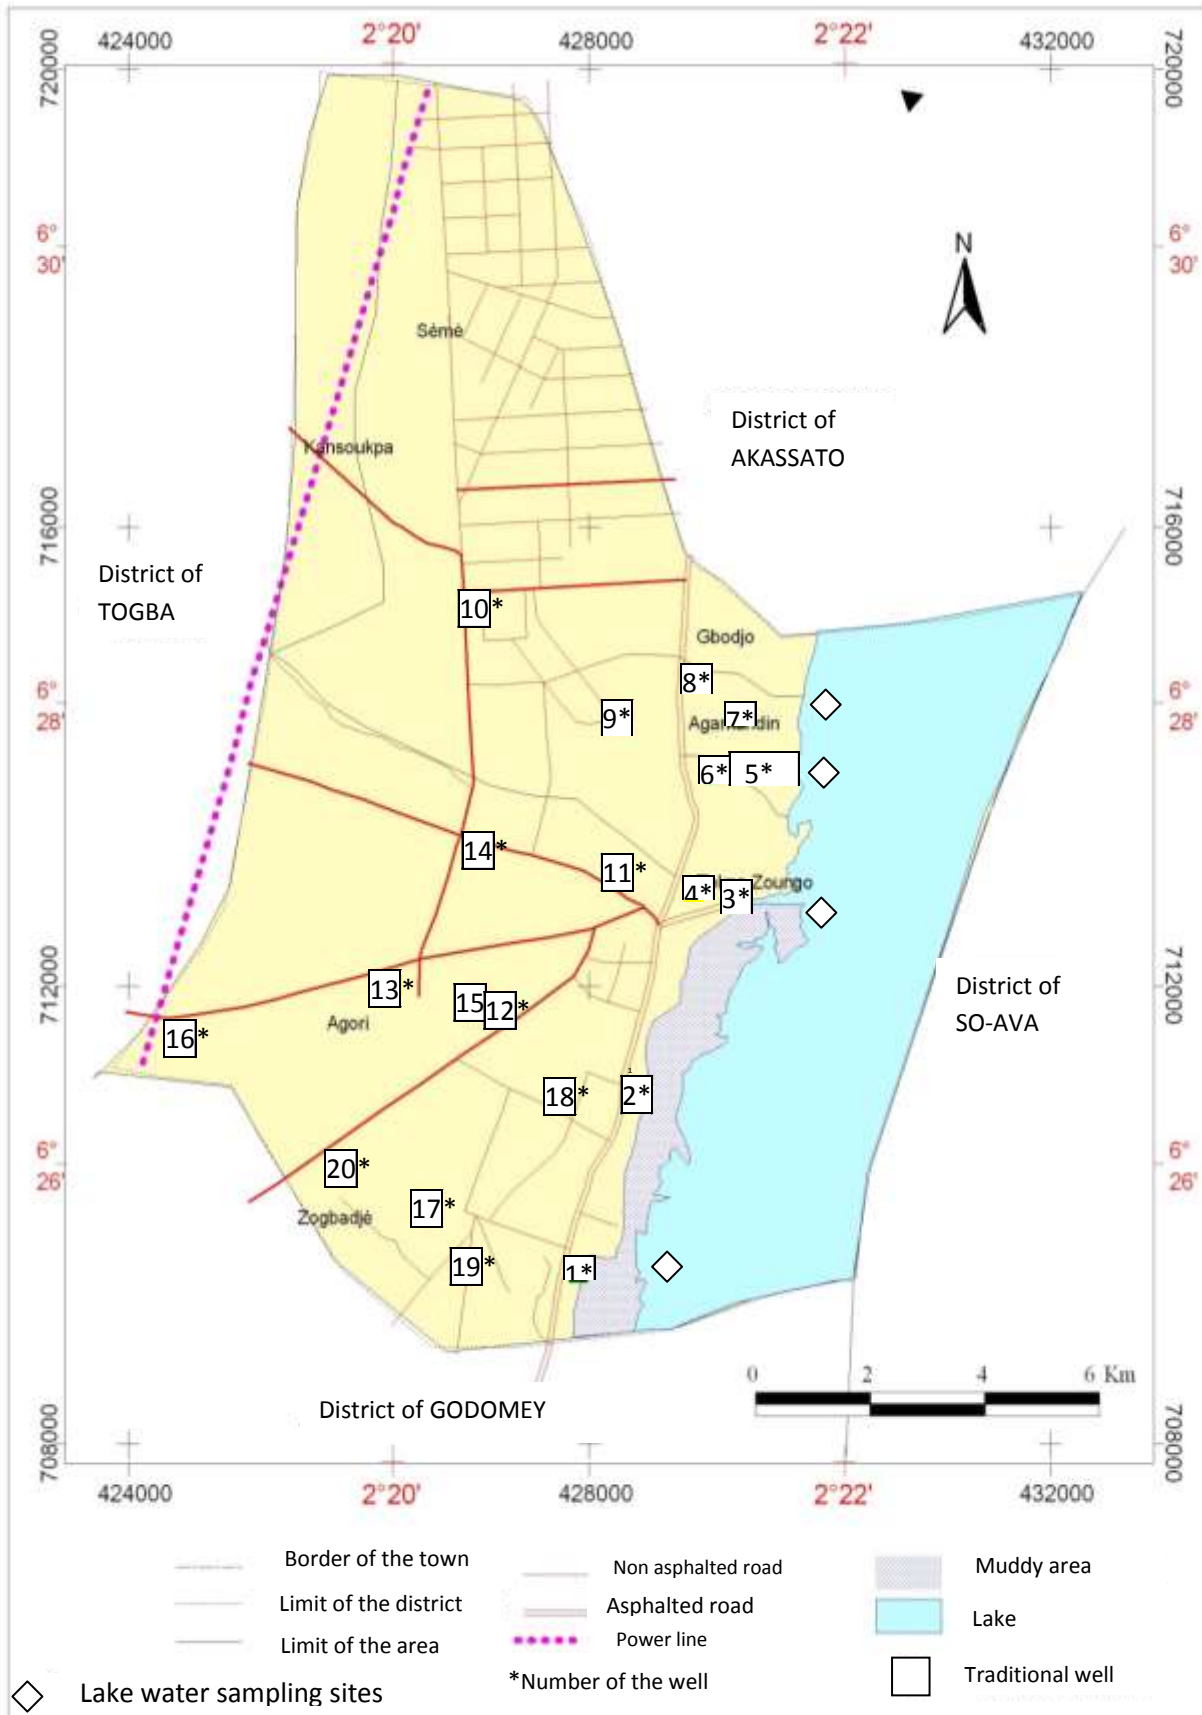 424000 2°20' 428000 2°22' 432000
720000 720000
6° 30' 6° 30'
N
Sèmè
District of
AKASSATO
Kansoukpa
716000 716000
District of
TOGBA
10*
Gbodjo
8*
6° 28' 6° 28'
9* 7*
6* 5*
14*
11*
4* 3* Zoungo
712000 712000
13* 15 12*
District of
SO-AVA
Agori
16*
1
18* 2*
6° 26' 6° 26'
20*
17*
Zogbadjè
19* 1*
0 2 4 6 Km
District of GODOMEY
708000 708000
424000 2°20' 428000 2°22' 432000
Border of the town Non asphalted road Muddy area
Limit of the district Asphalted road Lake
Limit of the area Power line
*Number of the well Traditional well
Lake water sampling sites